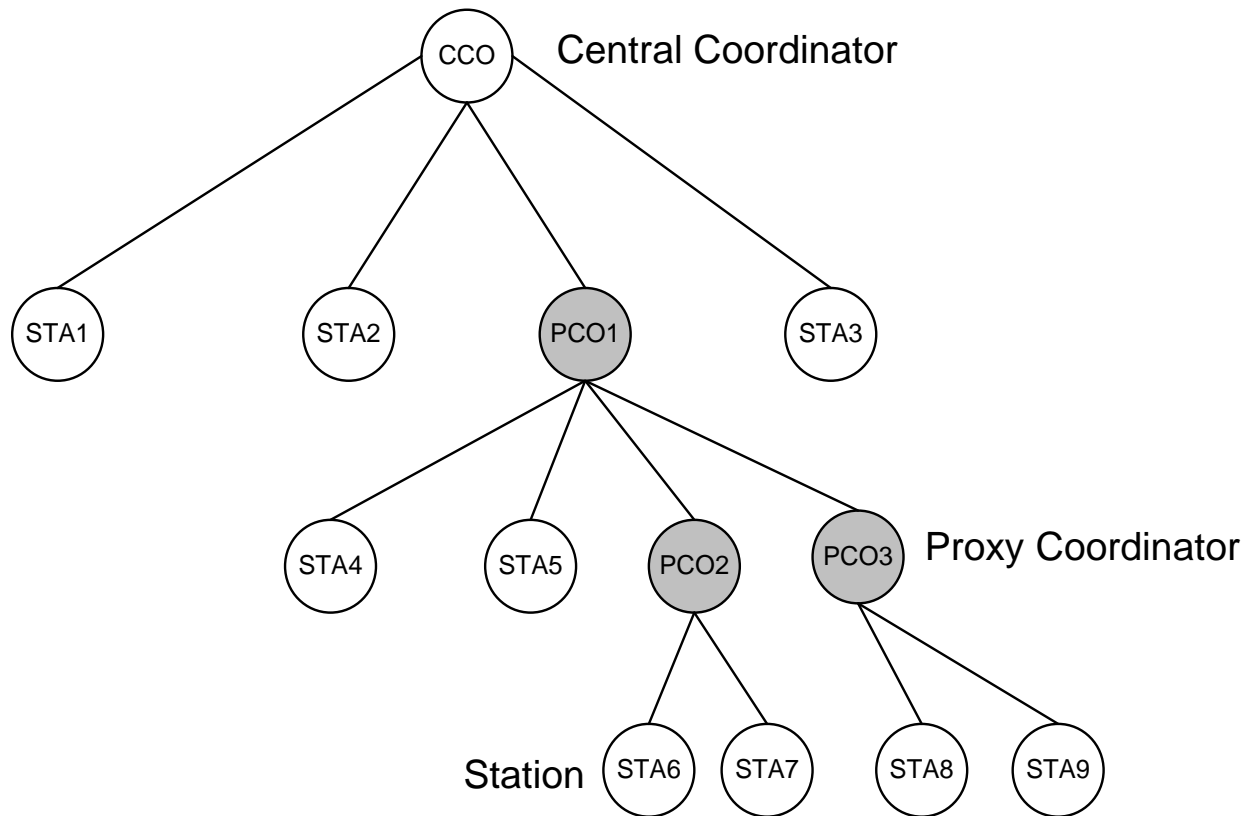 CCO
Central Coordinator
STA1
STA2
PCO1
STA3
STA4
STA5
PCO2
PCO3
Proxy Coordinator
Station
STA6
STA7
STA8
STA9